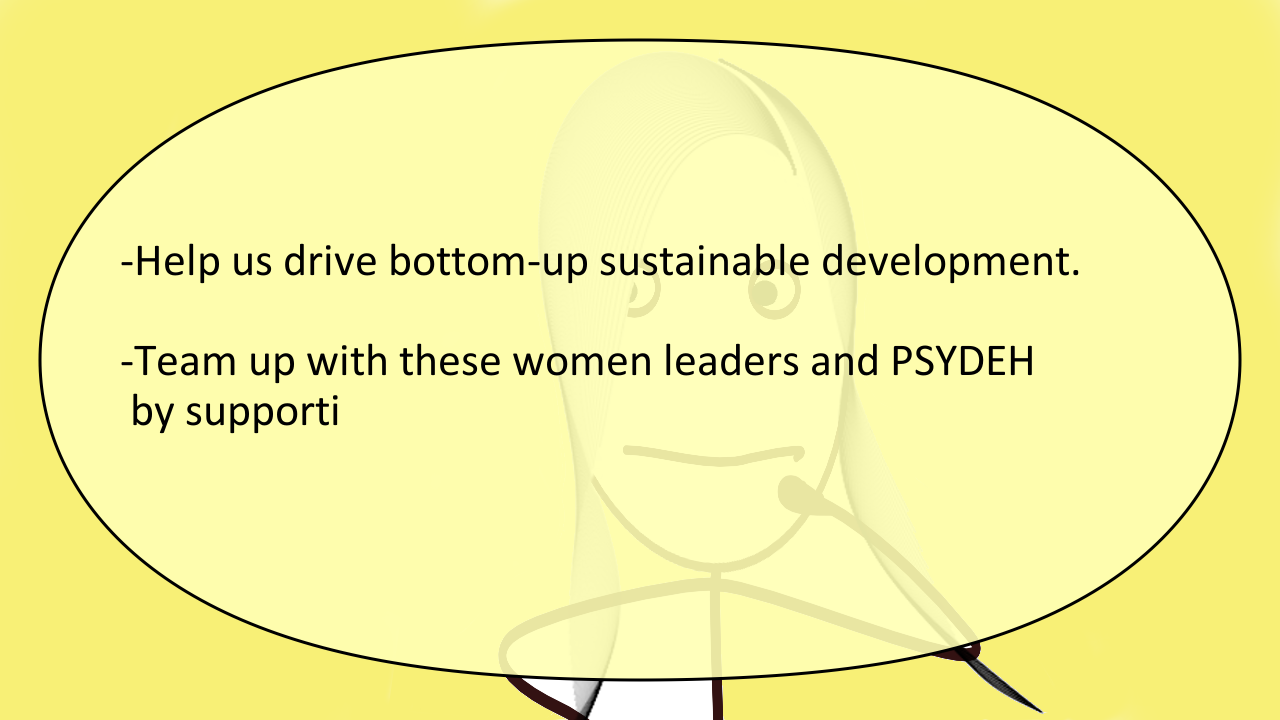 -Help us drive bottom-up sustainable development.
-Team up with these women leaders and PSYDEH
by supporti